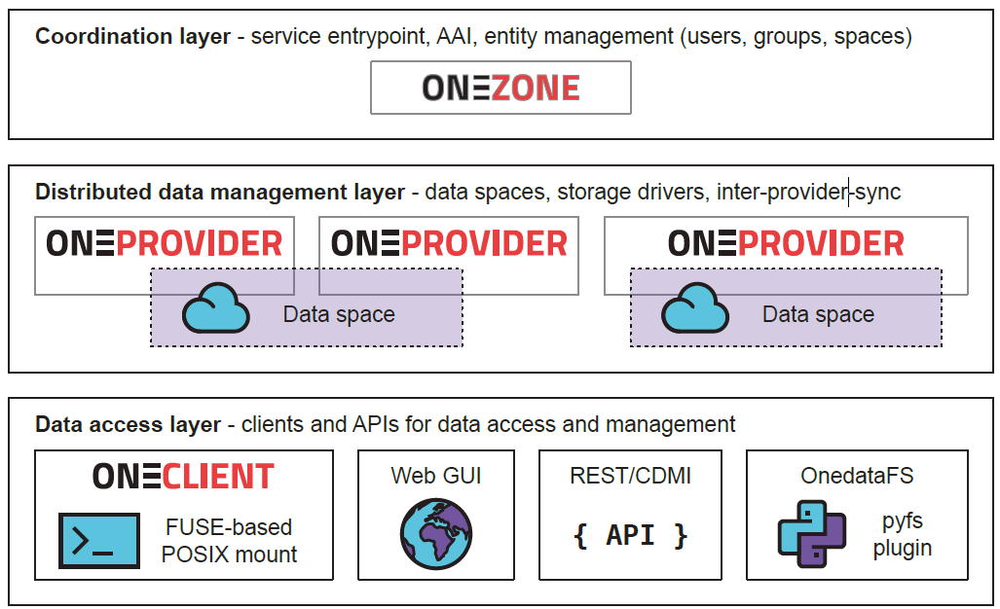 Coordination layer - service entrypoint, AAI, entity management (users, groups, spaces)
ONEZONE
Distributed data management layer - data spaces, storage drivers, inter-provider-sync
ONEPROVIDER
ONEPROVIDER
ONEPROVIDER
Data space
Data space
Data access layer - clients and APIs for data access and management
ONECLIENT
FUSE-based
POSIX mount
Web GUI
REST/CDMI
{ API }
OnedataFS
pyfs
plugin